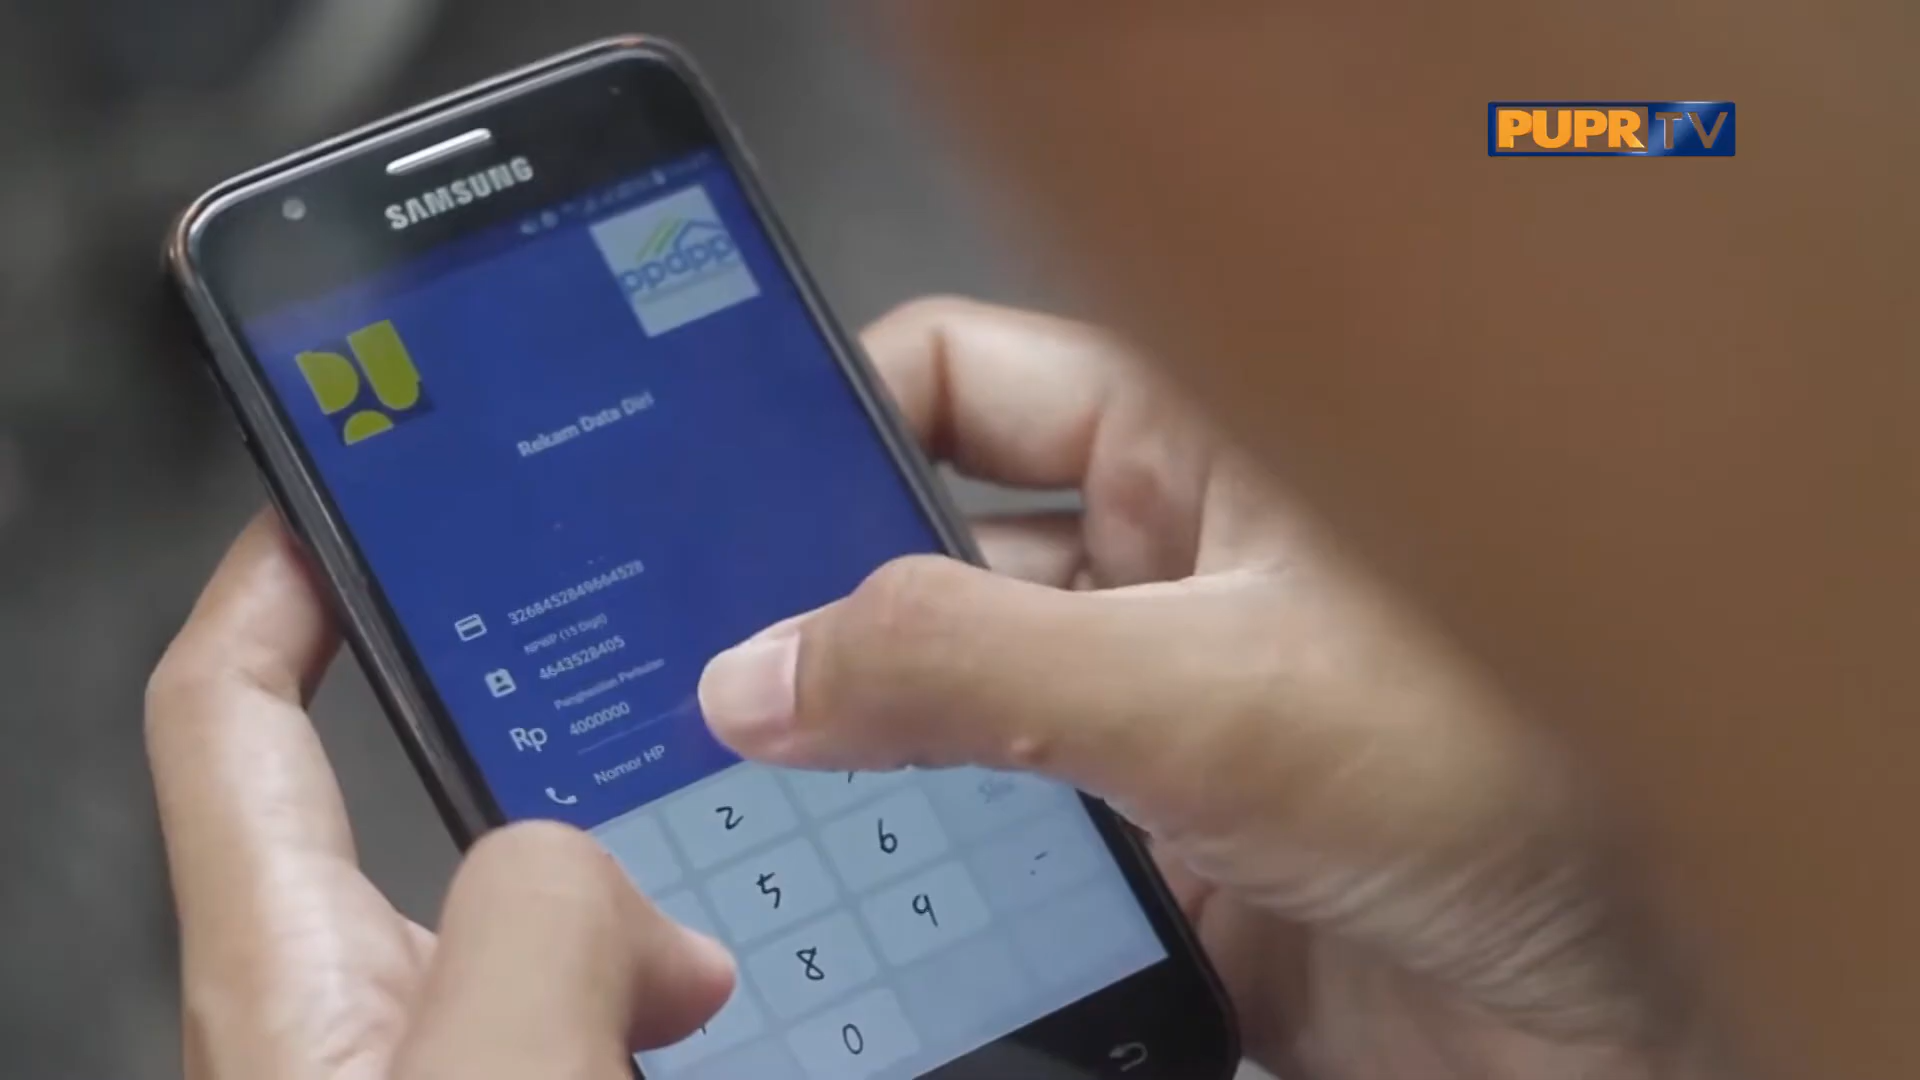 PUPR TV
SAMSUNG
ppdpp
Rekam Data Diri
3268452849664528
NPWP (15 Digit)
4643528405
Penghasilan Perbulan
Rp 4000000
Nomor HP
2
5 6
8 9 -
0